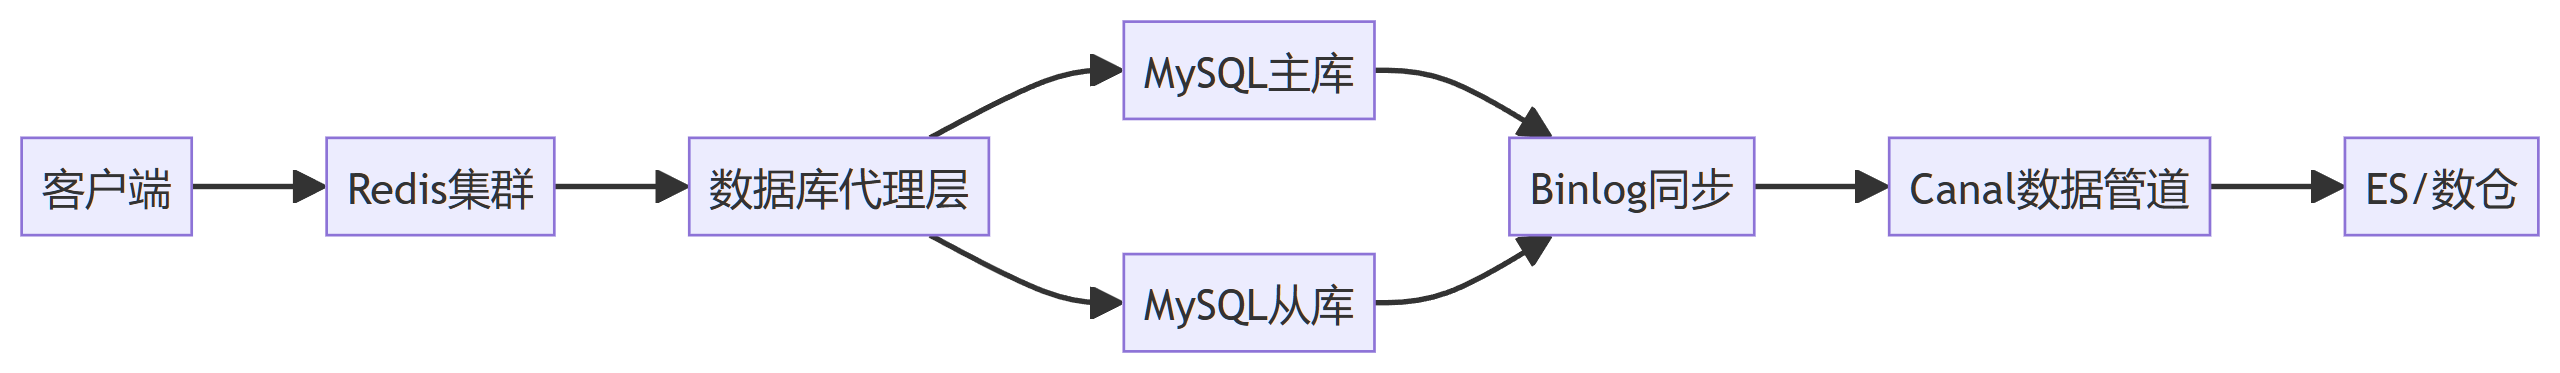 客户端
Redis集群
数据库代理层
MySQL主库
MySQL从库
Binlog同步
Canal数据管道
ES/数仓